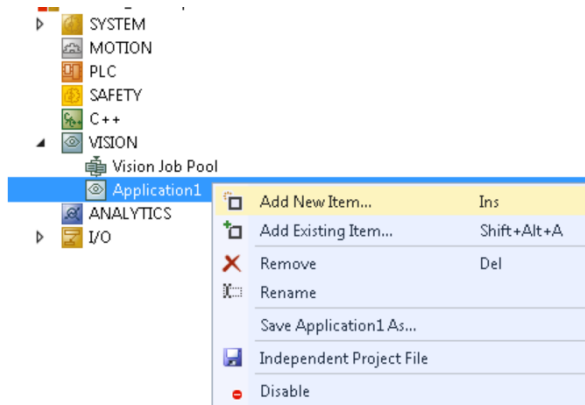 SYSTEM
MOTION
PLC
SAFETY
C++
VISION
Vision Job Pool
Application1
ANALYTICS
I/O
Add New Item... Ins
Add Existing Item... Shift+Alt+A
Remove Del
Rename
Save Application1 As...
Independent Project File
Disable